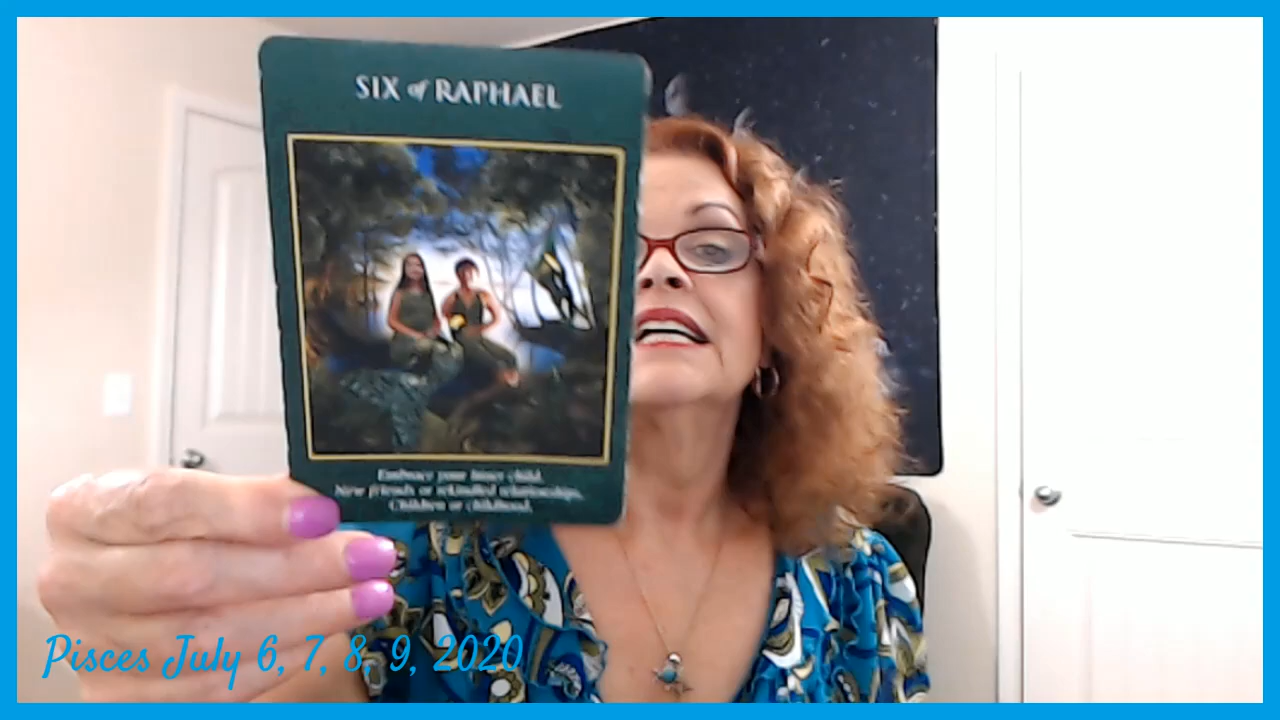 SIX of RAPHAEL
Embrace your inner child.
New friends or rekindled relationships.
Children or childhood.
Pisces July 6, 7, 8, 9, 2020